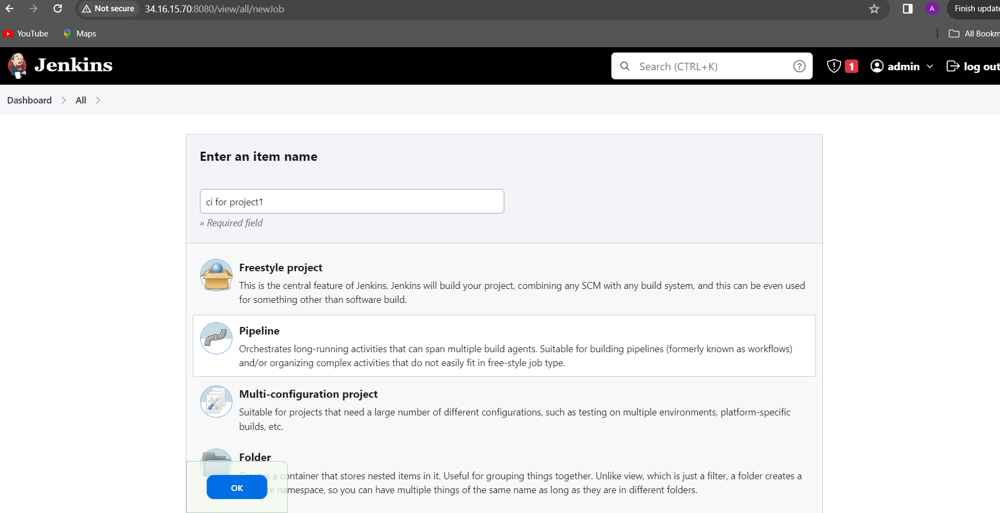 Not secure 34.16.15.70:8080/view/all/newJob A Finish update
YouTube Maps All Bookm
Jenkins Search (CTRL+K) ? 1 admin log out
Dashboard All
Enter an item name
ci for project1
» Required field
Freestyle project
This is the central feature of Jenkins. Jenkins will build your project, combining any SCM with any build system, and this can be even used
for something other than software build.
Pipeline
Orchestrates long-running activities that can span multiple build agents. Suitable for building pipelines (formerly known as workflows)
and/or organizing complex activities that do not easily fit in free-style job type.
Multi-configuration project
Suitable for projects that need a large number of different configurations, such as testing on multiple environments, platform-specific
builds, etc.
Folder
Creates a container that stores nested items in it. Useful for grouping things together. Unlike view, which is just a filter, a folder creates a
namespace, so you can have multiple things of the same name as long as they are in different folders.
OK